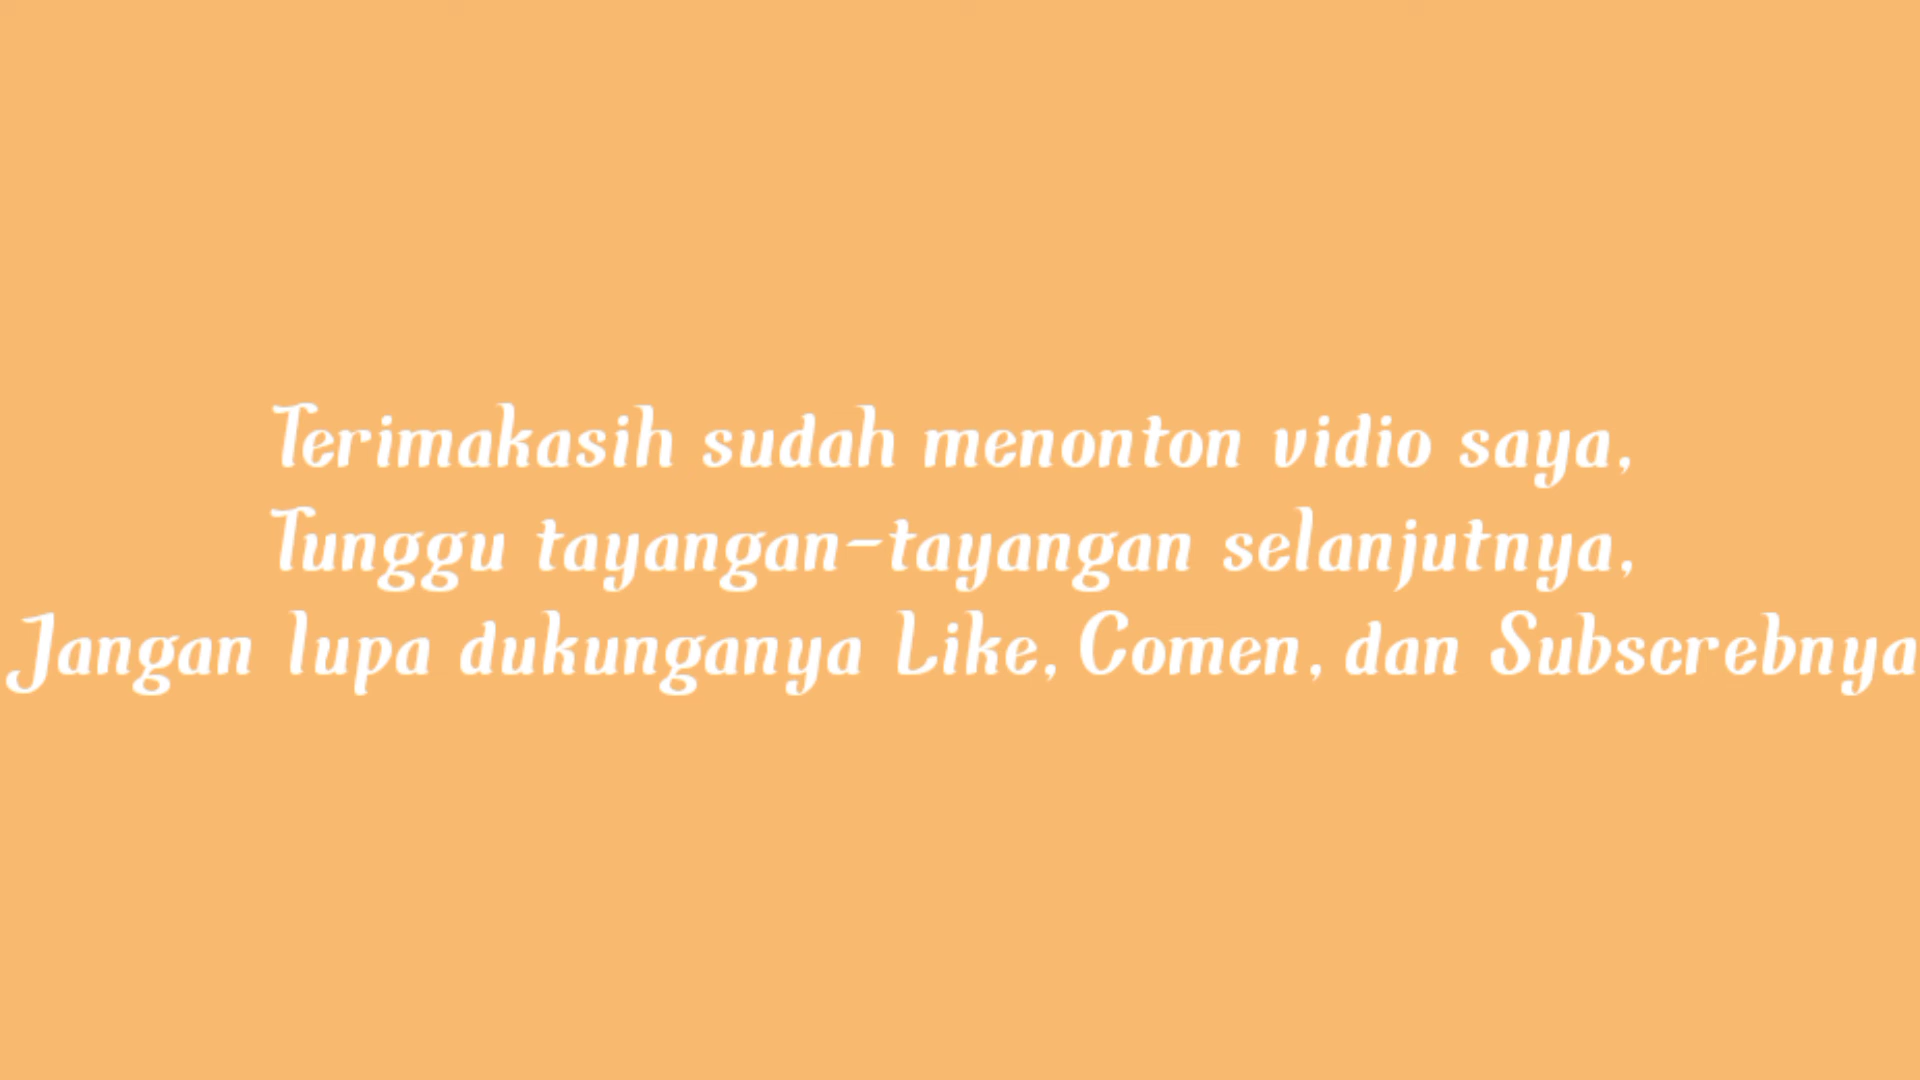 Terimakasih sudah menonton vidio saya,
Tunggu tayangan-tayangan selanjutnya,
Jangan lupa dukunganya Like, Comen, dan Subscrebnya